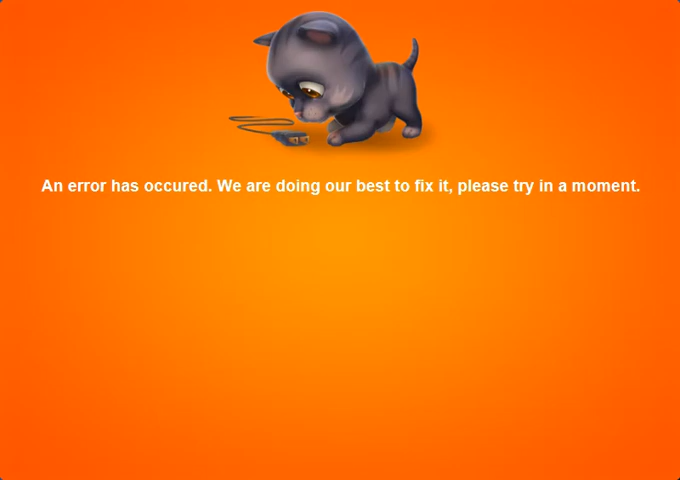 An error has occured. We are doing our best to fix it, please try in a moment.